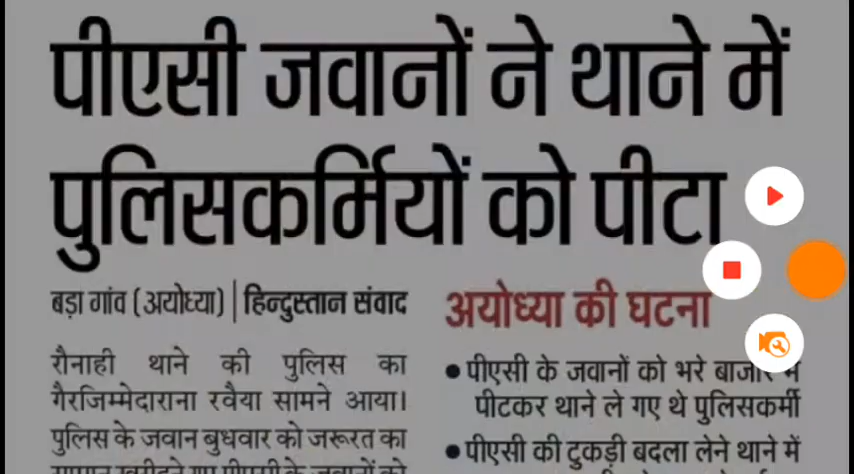 पीएसी जवानों ने थाने में
पुलिसकर्मियों को पीटा
बड़ा गांव (अयोध्या) | हिन्दुस्तान संवाद
रौनाही थाने की पुलिस का
गैरजिम्मेदाराना रवैया सामने आया।
पुलिस के जवान बुधवार को जरूरत का
अयोध्या की घटना
● पीएसी के जवानों को भरे बाजार में
पीटकर थाने ले गए थे पुलिसकर्मी
● पीएसी की टुकड़ी बदला लेने थाने में